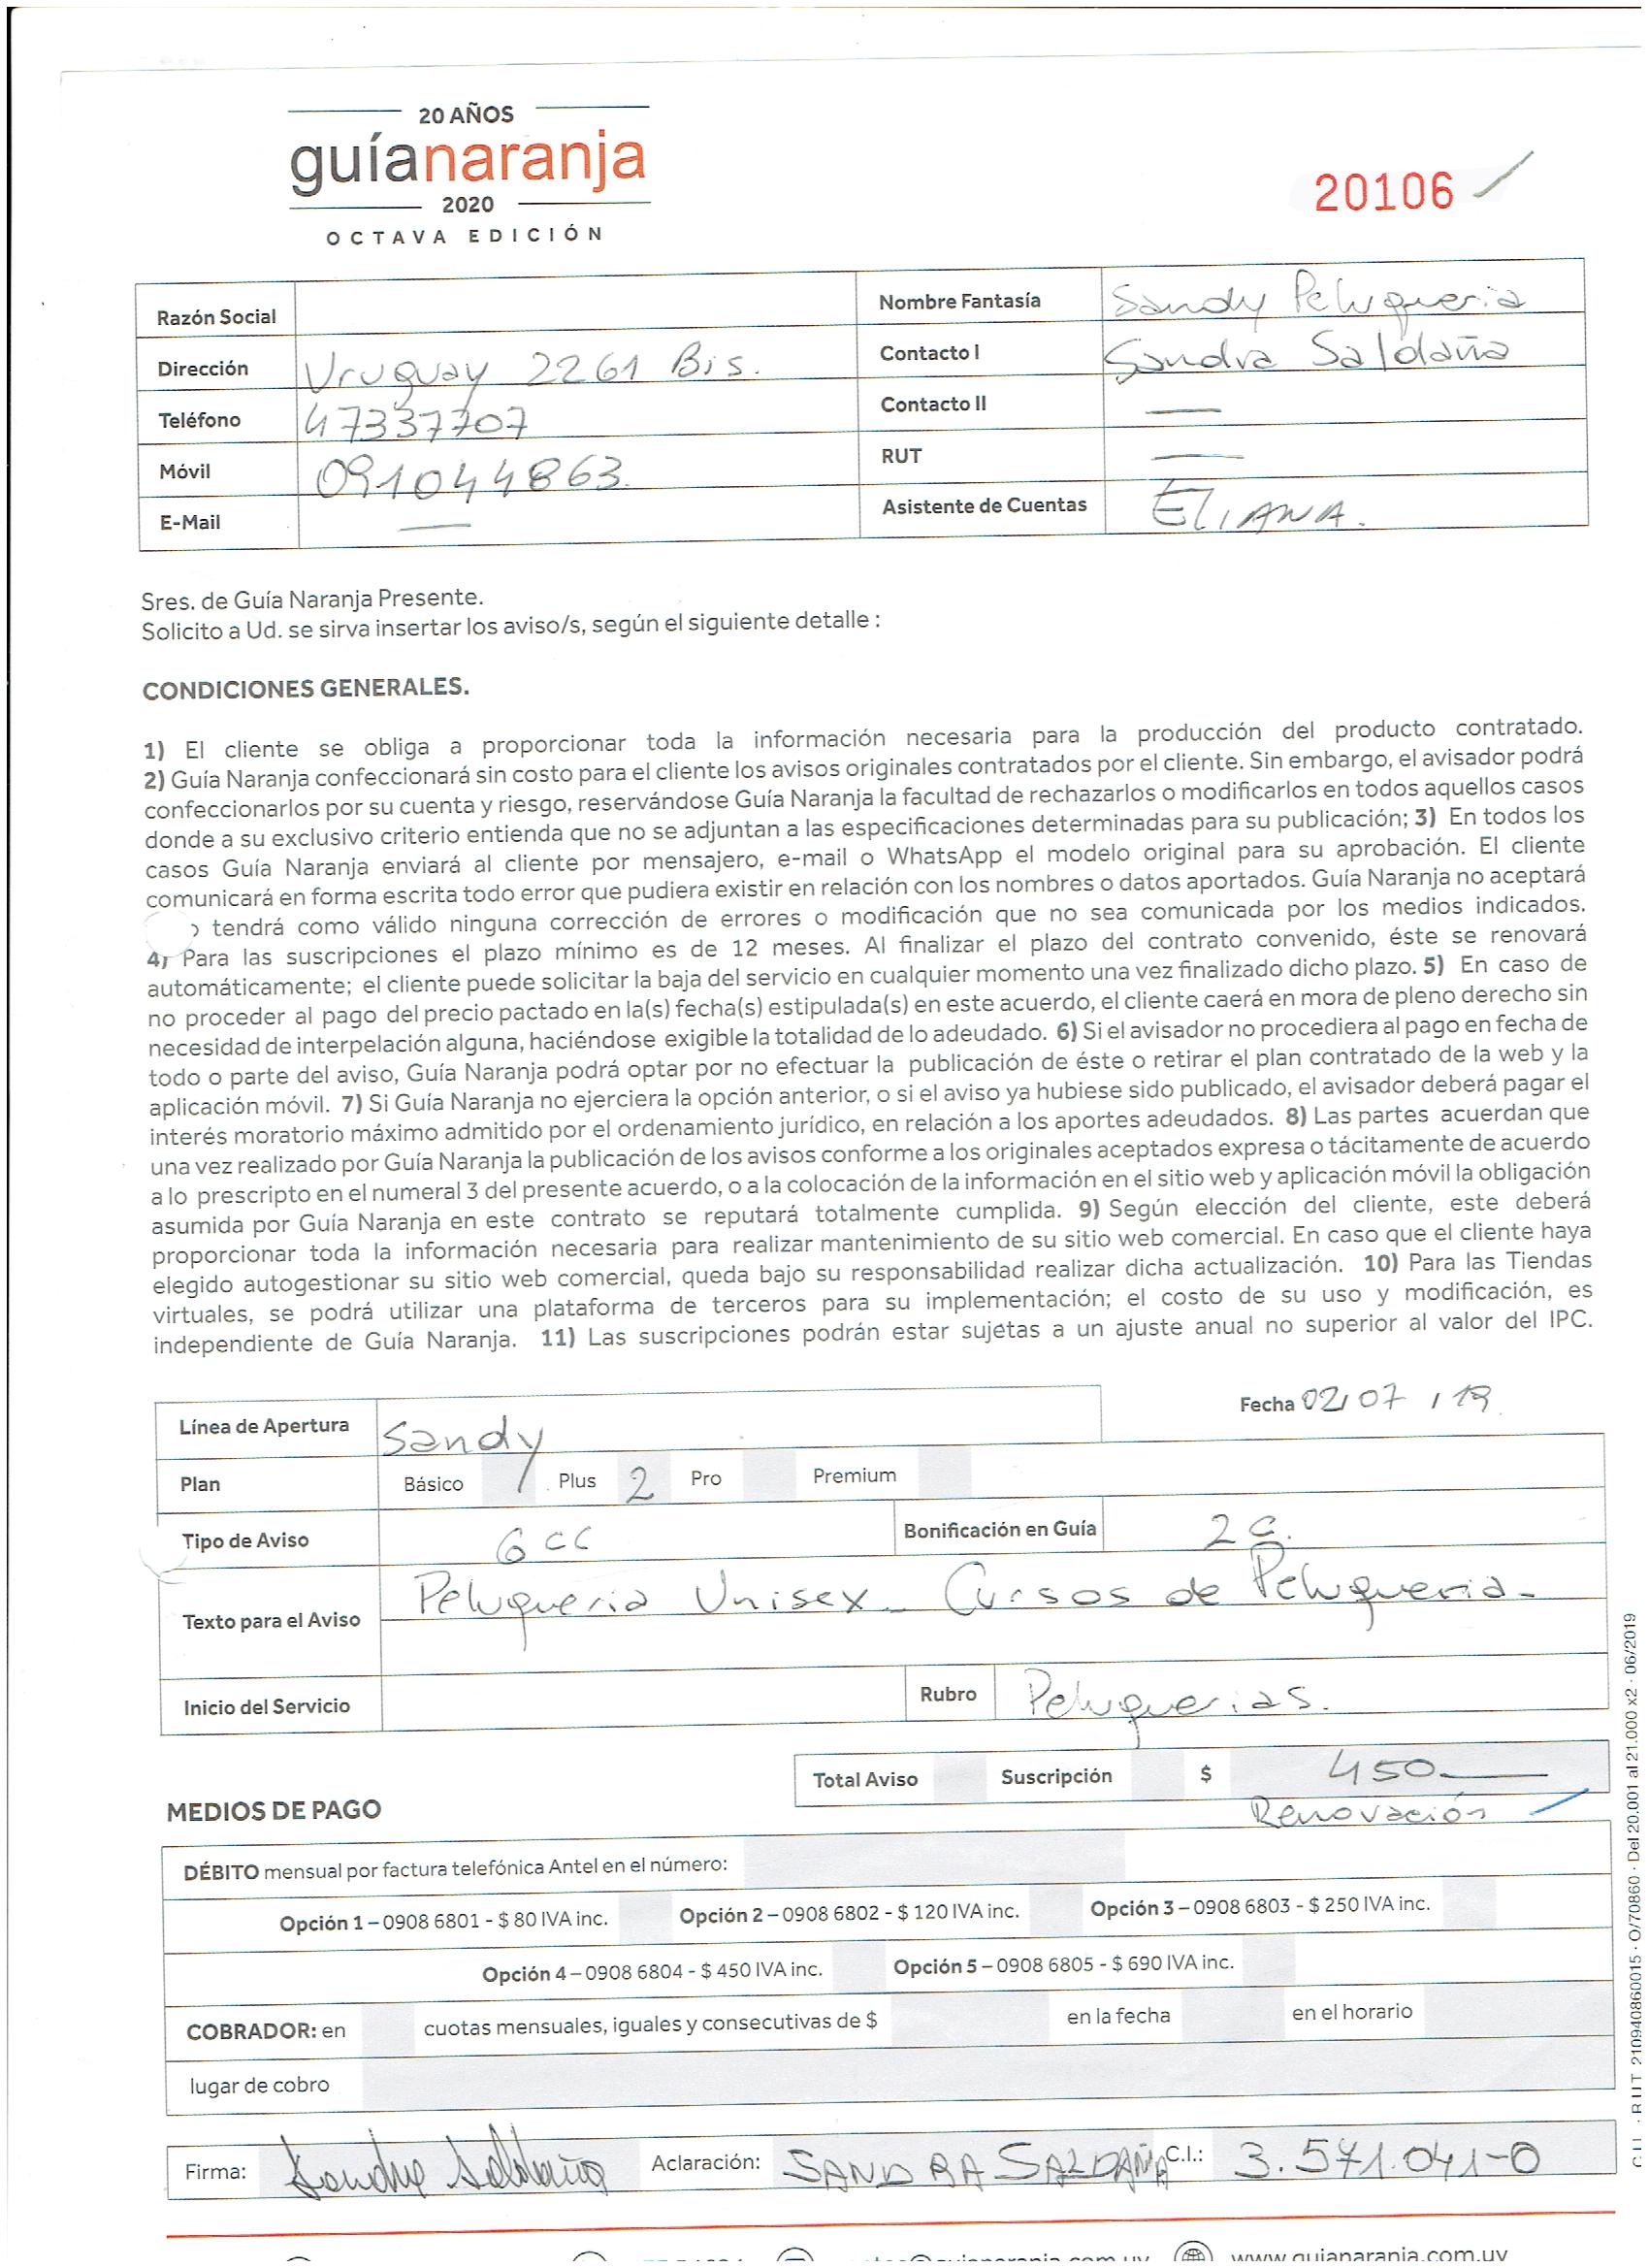 20 AÑOS
guíanaranja
2020
OCTAVA EDICIÓN
20106
Razón Social
Nombre Fantasía Sandy Peluqueria
Dirección Uruguay 2261 Bis.
Contacto I Sandra Saldaña
Teléfono 47337707
Contacto II —
Móvil 091044863.
RUT —
E-Mail —
Asistente de Cuentas ELIANA.
Sres. de Guía Naranja Presente.
Solicito a Ud. se sirva insertar los aviso/s, según el siguiente detalle :
CONDICIONES GENERALES.
1) El cliente se obliga a proporcionar toda la información necesaria para la producción del producto contratado.
2) Guía Naranja confeccionará sin costo para el cliente los avisos originales contratados por el cliente. Sin embargo, el avisador podrá
confeccionarlos por su cuenta y riesgo, reservándose Guía Naranja la facultad de rechazarlos o modificarlos en todos aquellos casos
donde a su exclusivo criterio entienda que no se adjuntan a las especificaciones determinadas para su publicación; 3) En todos los
casos Guía Naranja enviará al cliente por mensajero, e-mail o WhatsApp el modelo original para su aprobación. El cliente
comunicará en forma escrita todo error que pudiera existir en relación con los nombres o datos aportados. Guía Naranja no aceptará
tendrá como válido ninguna corrección de errores o modificación que no sea comunicada por los medios indicados.
4) Para las suscripciones el plazo mínimo es de 12 meses. Al finalizar el plazo del contrato convenido, éste se renovará
automáticamente; el cliente puede solicitar la baja del servicio en cualquier momento una vez finalizado dicho plazo. 5) En caso de
no proceder al pago del precio pactado en la(s) fecha(s) estipulada(s) en este acuerdo, el cliente caerá en mora de pleno derecho sin
necesidad de interpelación alguna, haciéndose exigible la totalidad de lo adeudado. 6) Si el avisador no procediera al pago en fecha de
todo o parte del aviso, Guía Naranja podrá optar por no efectuar la publicación de éste o retirar el plan contratado de la web y la
aplicación móvil. 7) Si Guía Naranja no ejerciera la opción anterior, o si el aviso ya hubiese sido publicado, el avisador deberá pagar el
interés moratorio máximo admitido por el ordenamiento jurídico, en relación a los aportes adeudados. 8) Las partes acuerdan que
una vez realizado por Guía Naranja la publicación de los avisos conforme a los originales aceptados expresa o tácitamente de acuerdo
a lo prescripto en el numeral 3 del presente acuerdo, o a la colocación de la información en el sitio web y aplicación móvil la obligación
asumida por Guía Naranja en este contrato se reputará totalmente cumplida. 9) Según elección del cliente, este deberá
proporcionar toda la información necesaria para realizar mantenimiento de su sitio web comercial. En caso que el cliente haya
elegido autogestionar su sitio web comercial, queda bajo su responsabilidad realizar dicha actualización. 10) Para las Tiendas
virtuales, se podrá utilizar una plataforma de terceros para su implementación; el costo de su uso y modificación, es
independiente de Guía Naranja. 11) Las suscripciones podrán estar sujetas a un ajuste anual no superior al valor del IPC.
Fecha 02/07/19
Línea de Apertura Sandy
Plan Básico Plus 2 Pro Premium
Tipo de Aviso 6 cc Bonificación en Guía 2 c.
Texto para el Aviso Peluqueria Unisex - Cursos de Peluqueria -
Inicio del Servicio Rubro Peluquerias.
Total Aviso Suscripción $ 450
Renovación
MEDIOS DE PAGO
DÉBITO mensual por factura telefónica Antel en el número:
Opción 1 – 0908 6801 - $ 80 IVA inc. Opción 2 – 0908 6802 - $ 120 IVA inc. Opción 3 – 0908 6803 - $ 250 IVA inc.
Opción 4 – 0908 6804 - $ 450 IVA inc. Opción 5 – 0908 6805 - $ 690 IVA inc.
COBRADOR: en cuotas mensuales, iguales y consecutivas de $ en la fecha en el horario
lugar de cobro
Firma: Sandra Saldaña Aclaración: SANDRA SALDAÑA C.I.: 3.571.041-0
www.guianaranja.com.uy
RUT 210940860015 · O/70860 · Del 20.001 al 21.000 x2 · 06/2019